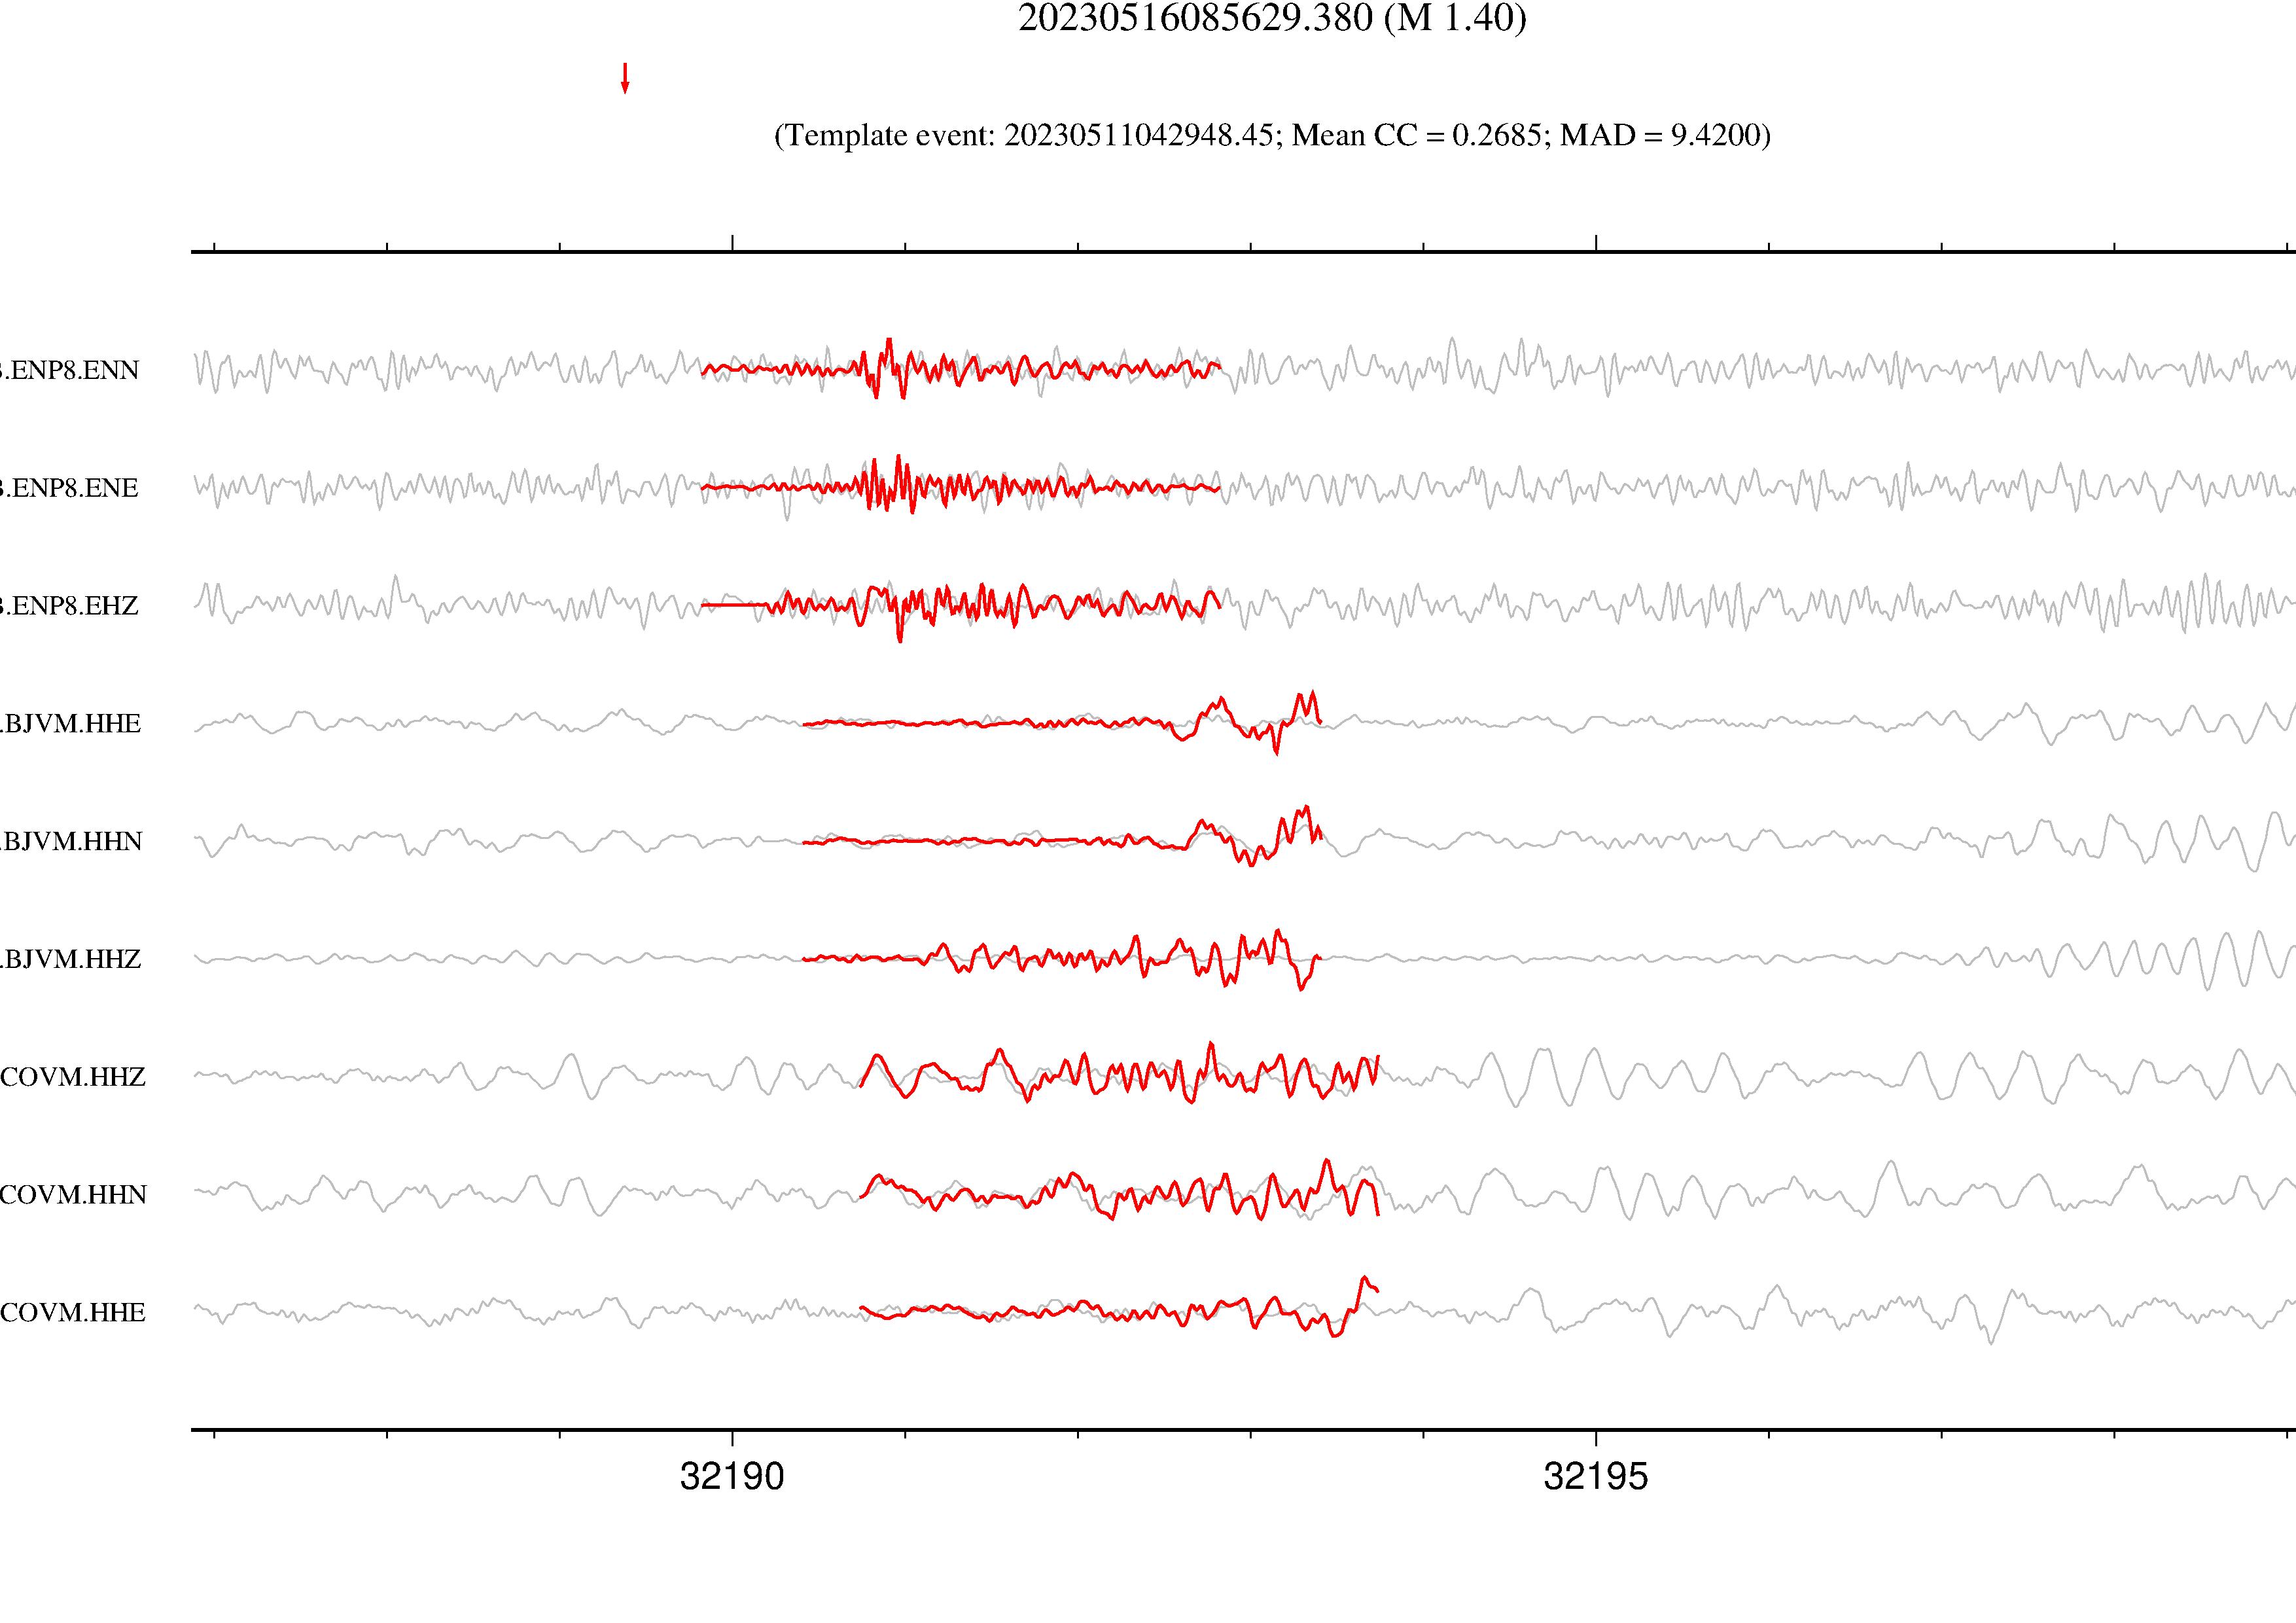 20230516085629.380 (M 1.40)
(Template event: 20230511042948.45; Mean CC = 0.2685; MAD = 9.4200)
.ENP8.ENN
.ENP8.ENE
.ENP8.EHZ
.BJVM.HHE
.BJVM.HHN
.BJVM.HHZ
COVM.HHZ
COVM.HHN
COVM.HHE
32190
32195